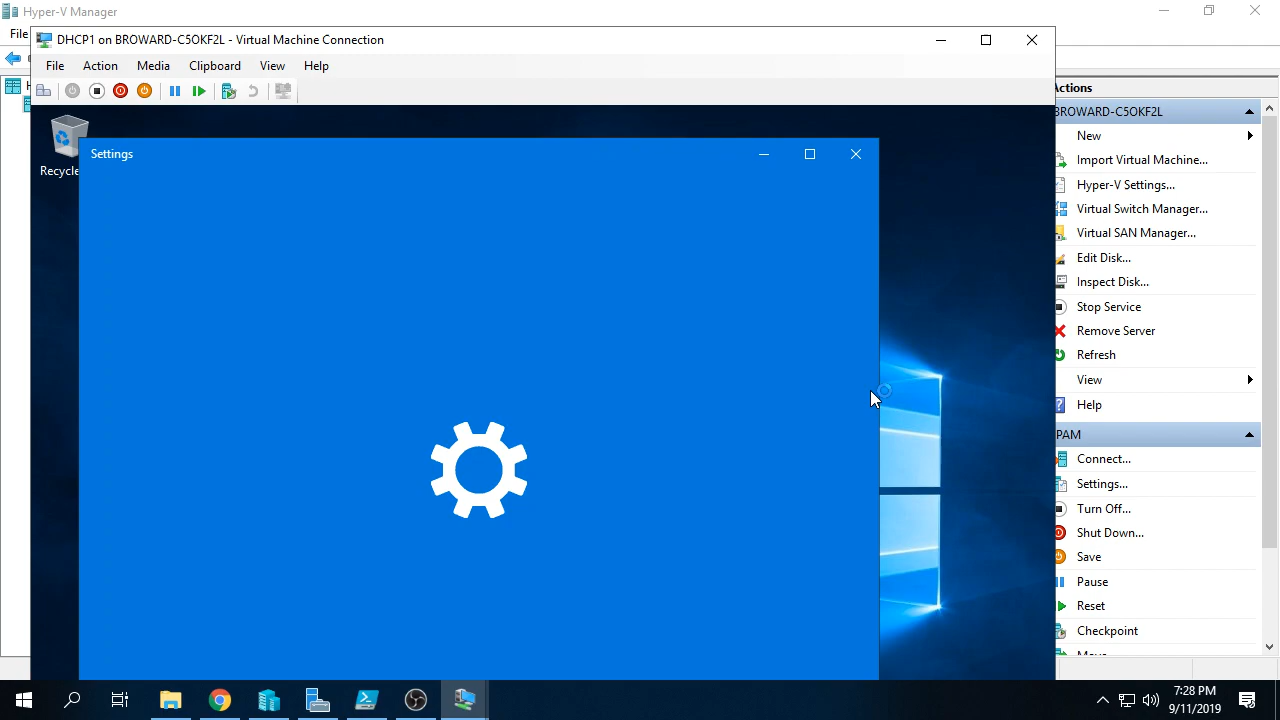 Hyper-V Manager
File
DHCP1 on BROWARD-C5OKF2L - Virtual Machine Connection
File Action Media Clipboard View Help
H
Recycle
Settings
Actions
BROWARD-C5OKF2L
New
Import Virtual Machine...
Hyper-V Settings...
Virtual Switch Manager...
Virtual SAN Manager...
Edit Disk...
Inspect Disk...
Stop Service
Remove Server
Refresh
View
Help
PAM
Connect...
Settings...
Turn Off...
Shut Down...
Save
Pause
Reset
Checkpoint
Move...
7:28 PM
9/11/2019